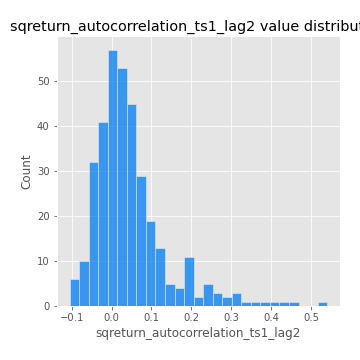 sqreturn_autocorrelation_ts1_lag2 value distribut
50
40
30
20
10
0
Count
−0.1 0.0 0.1 0.2 0.3 0.4 0.5
sqreturn_autocorrelation_ts1_lag2